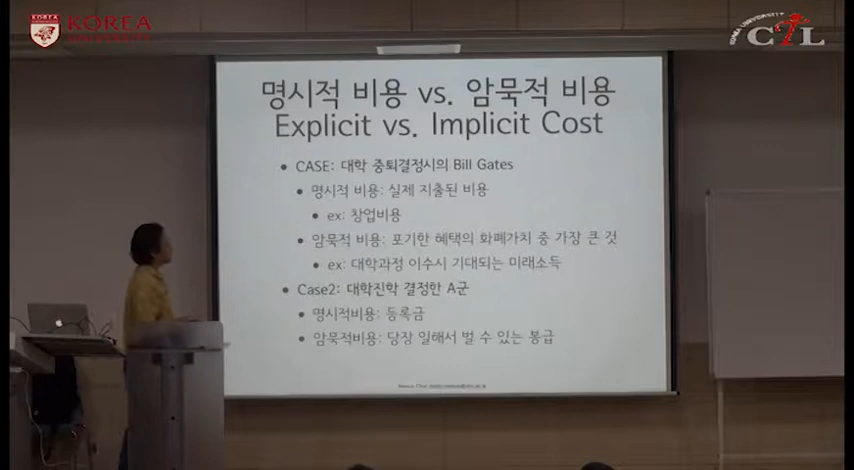 KOREA
CTL
명시적 비용 vs. 암묵적 비용
Explicit vs. Implicit Cost
• CASE: 대학 중퇴결정시의 Bill Gates
• 명시적 비용: 실제 지출된 비용
• ex: 창업비용
• 암묵적 비용: 포기한 혜택의 화폐가치 중 가장 큰 것
• ex: 대학과정 이수시 기대되는 미래소득
• Case2: 대학진학 결정한 A군
• 명시적비용: 등록금
• 암묵적비용: 당장 일해서 벌 수 있는 봉급